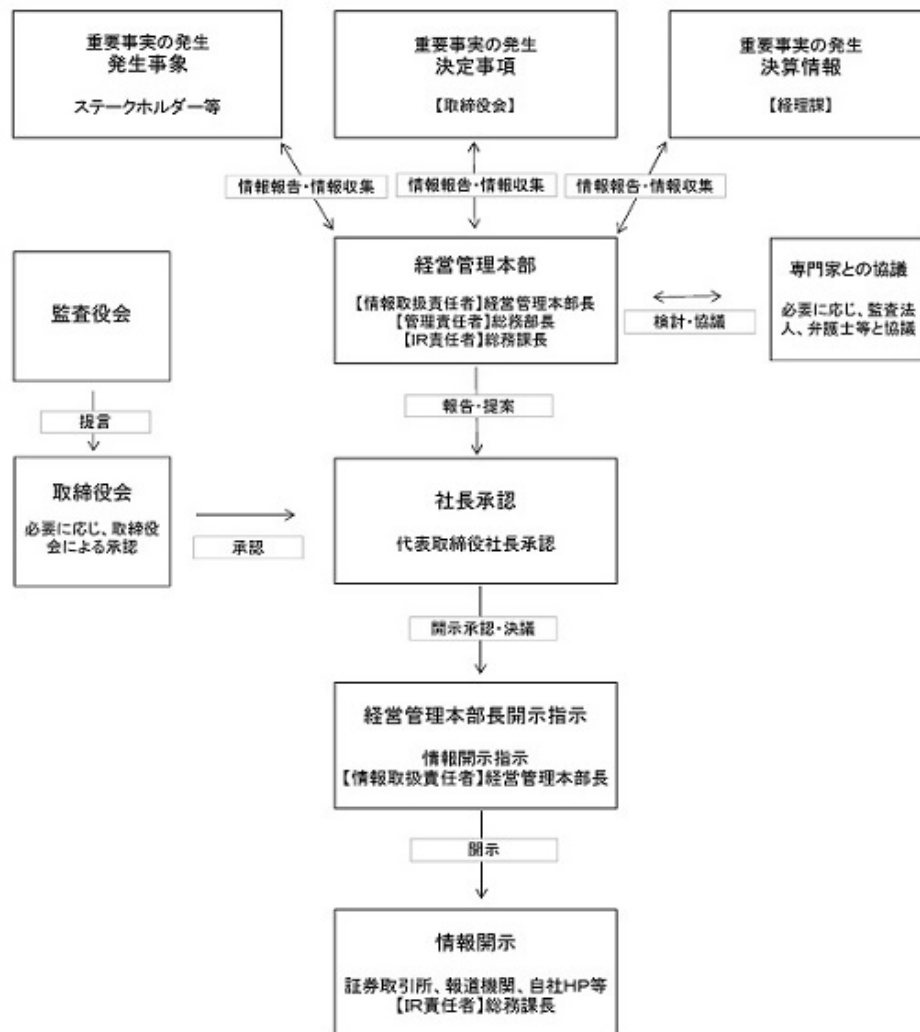 重要事実の発生
発生事象
ステークホルダー等
重要事実の発生
決定事項
【取締役会】
重要事実の発生
決算情報
【経理課】
情報報告・情報収集
情報報告・情報収集
情報報告・情報収集
経営管理本部
【情報取扱責任者】経営管理本部長
【管理責任者】総務部長
【IR責任者】総務課長
監査役会
検討・協議
専門家との協議
必要に応じ、監査法
人、弁護士等と協議
提言
報告・提案
取締役会
必要に応じ、取締役
会による承認
承認
社長承認
代表取締役社長承認
開示承認・決議
経営管理本部長開示指示
情報開示指示
【情報取扱責任者】経営管理本部長
開示
情報開示
証券取引所、報道機関、自社HP等
【IR責任者】総務課長